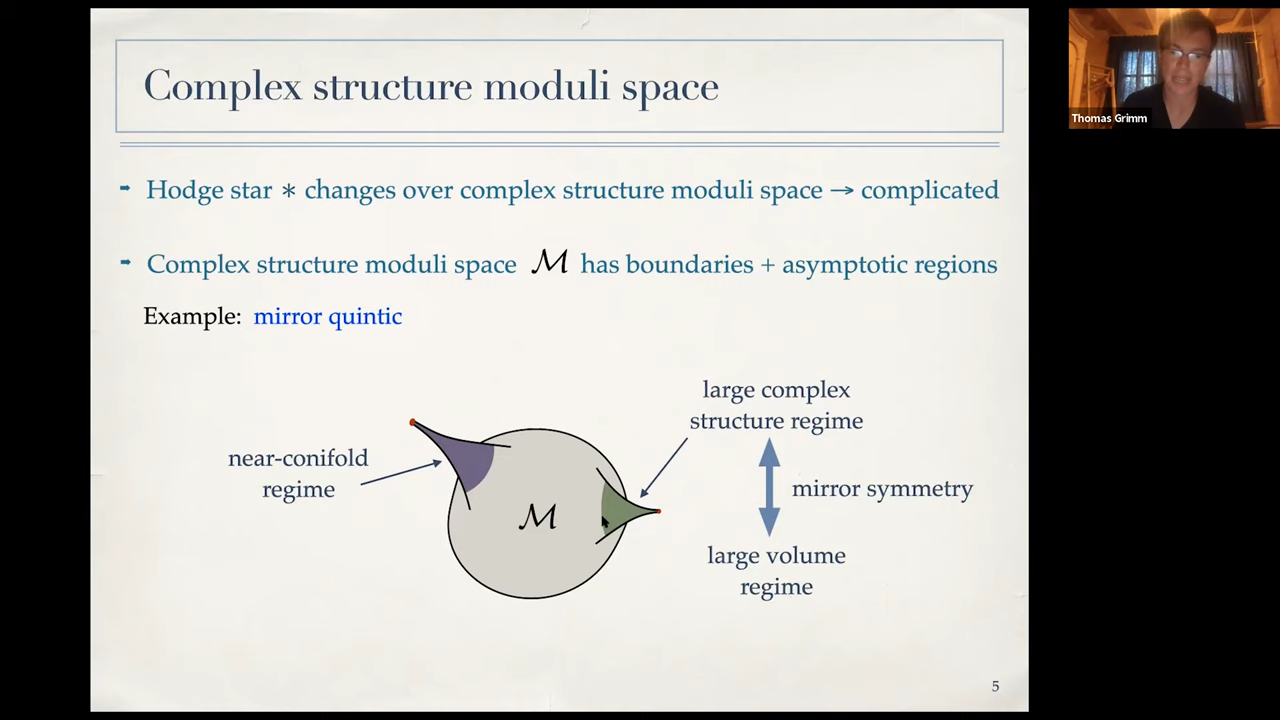 Complex structure moduli space
Hodge star * changes over complex structure moduli space → complicated
Complex structure moduli space ℳ has boundaries + asymptotic regions
Example: mirror quintic
large complex
structure regime
near-conifold
regime
mirror symmetry
ℳ
large volume
regime
5
Thomas Grimm